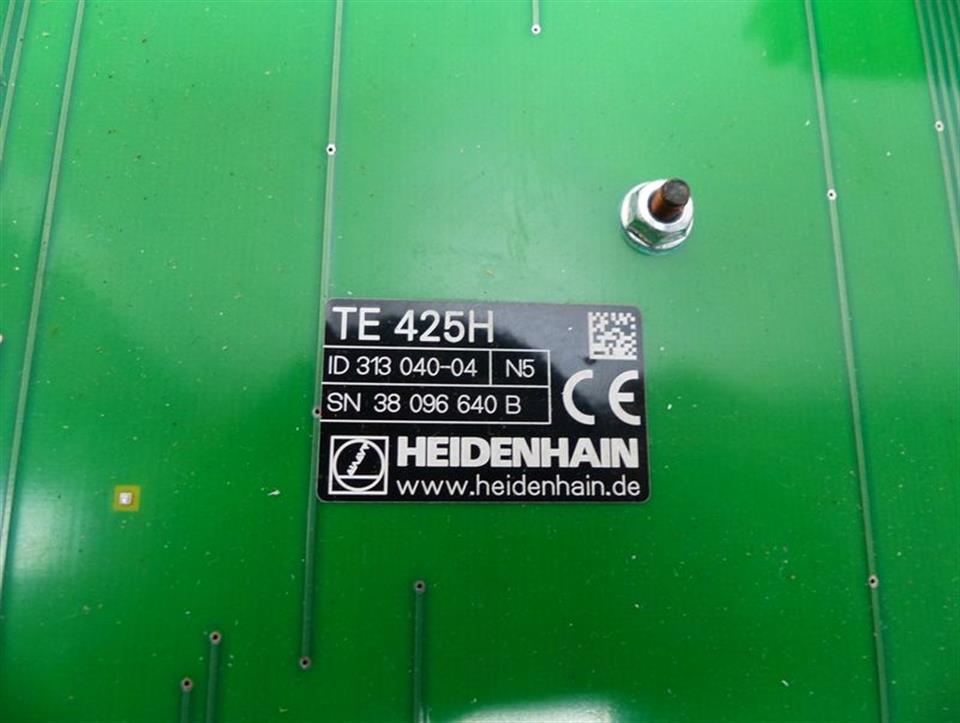 TE 425H
ID 313 040-04 N5
SN 38 096 640 B
CE
HEIDENHAIN
www.heidenhain.de